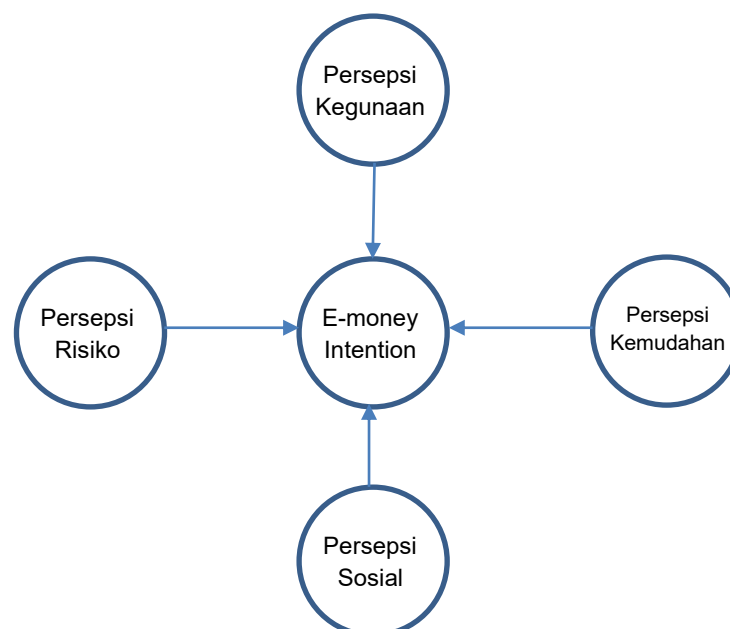 Persepsi
Kegunaan
Persepsi
Risiko
E-money
Intention
Persepsi
Kemudahan
Persepsi
Sosial